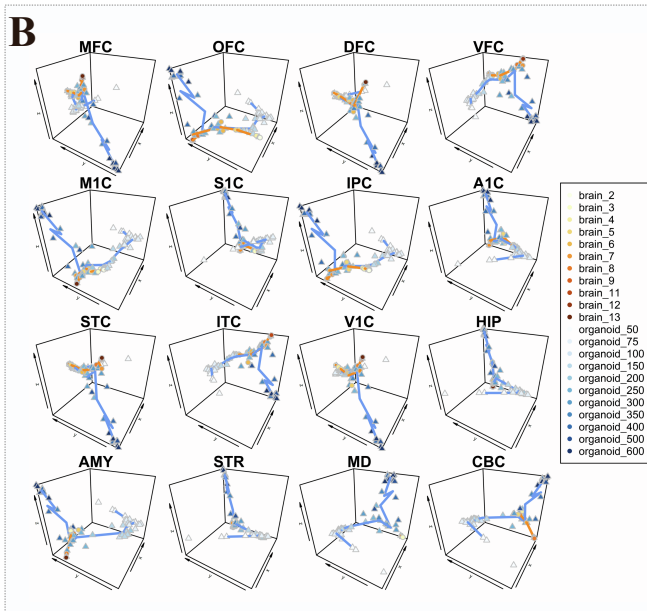 B
MFC OFC DFC VFC
M1C S1C IPC A1C
STC ITC V1C HIP
AMY STR MD CBC
brain_2
brain_3
brain_4
brain_5
brain_6
brain_7
brain_8
brain_9
brain_11
brain_12
brain_13
organoid_50
organoid_75
organoid_100
organoid_150
organoid_200
organoid_250
organoid_300
organoid_350
organoid_400
organoid_500
organoid_600